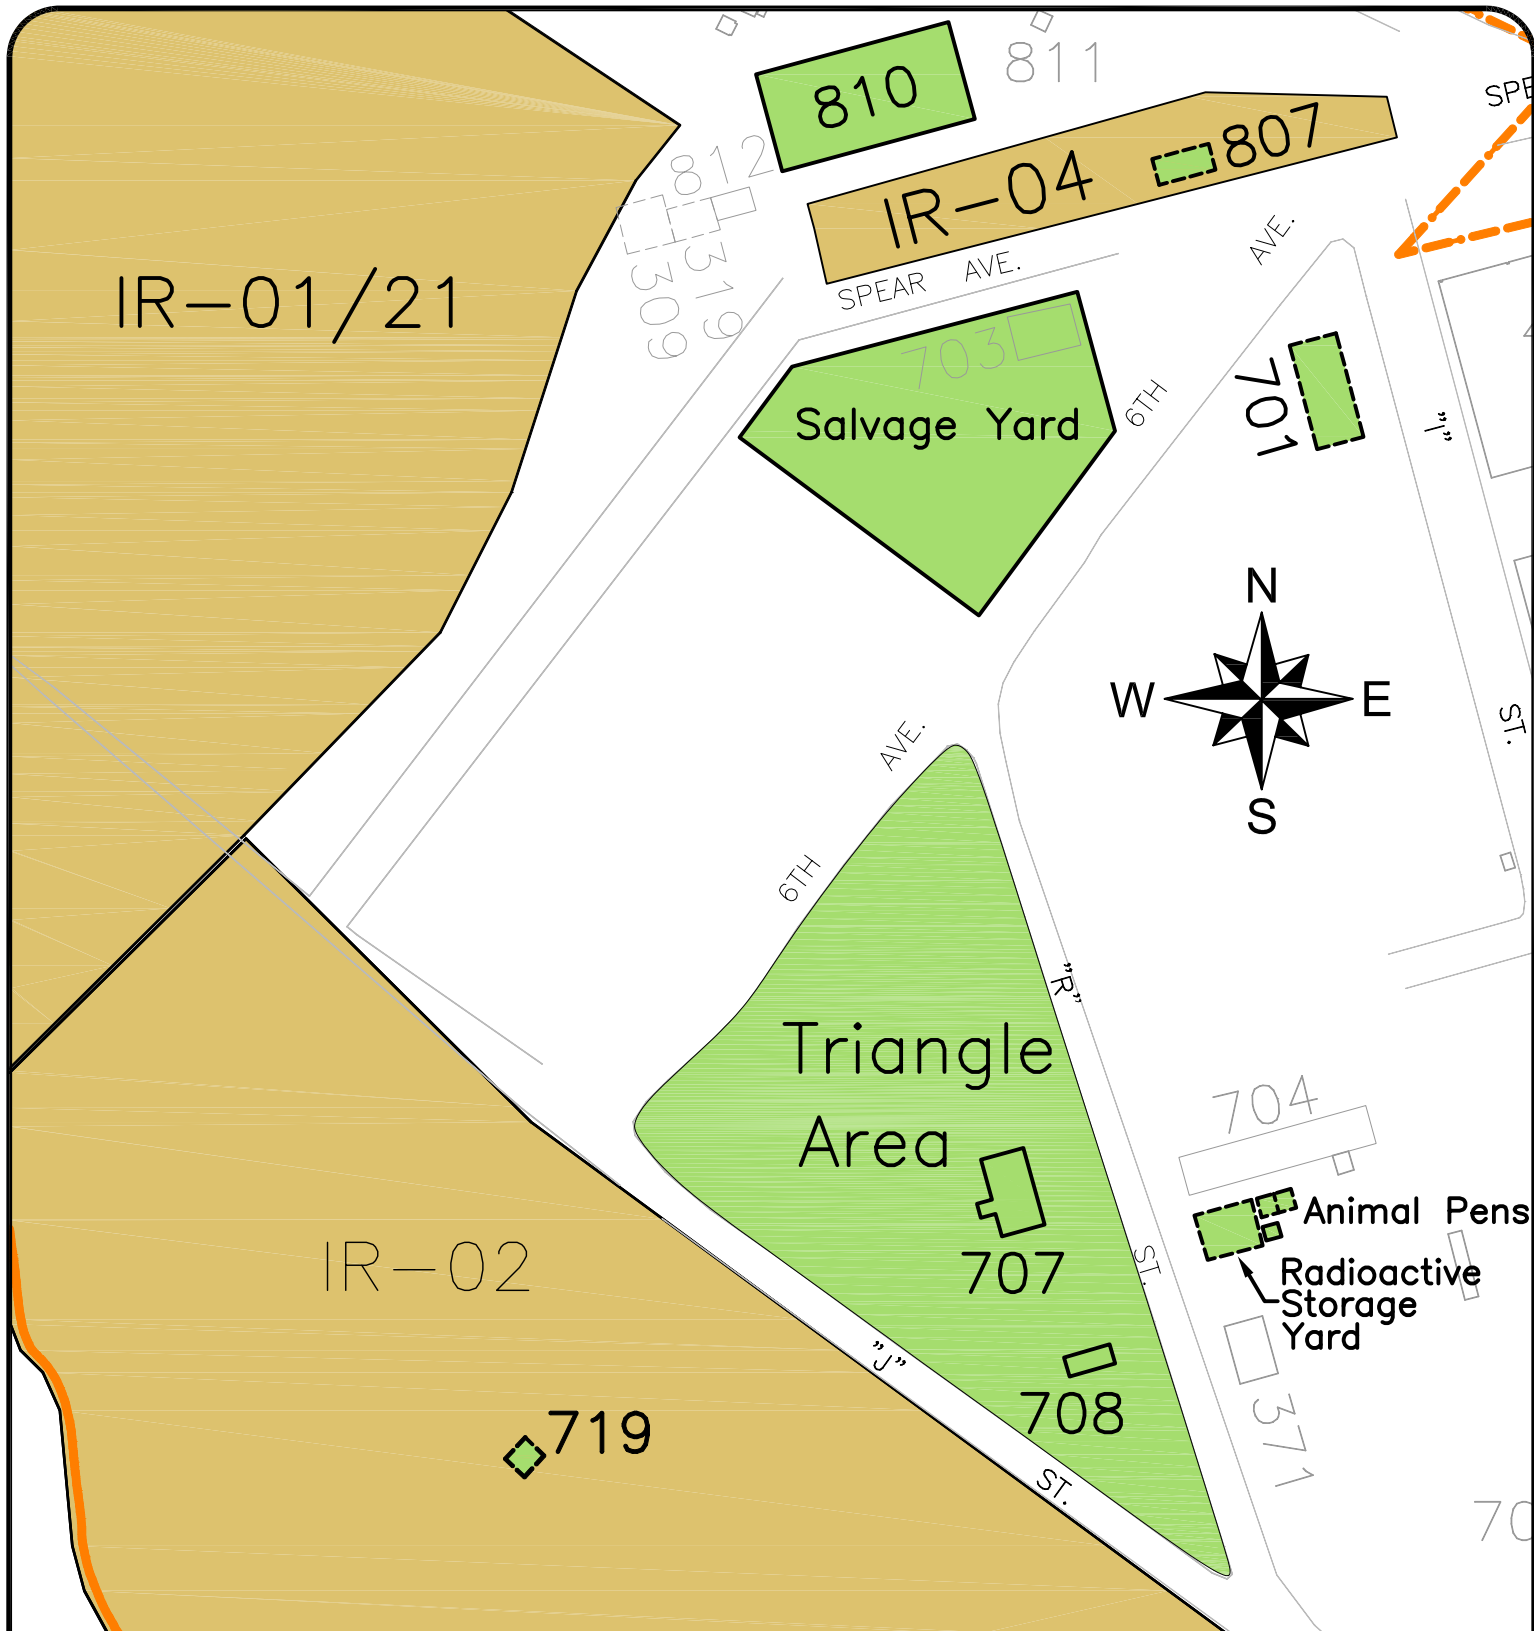 810
811
SPE
807
IR-04
812
319
309
IR-01/21
AVE.
SPEAR AVE.
703
701
Salvage Yard
6TH
"I"
N
W E
S
ST.
AVE.
6TH
"R"
Triangle
Area
704
Animal Pens
707
ST.
Radioactive
Storage
Yard
IR-02
"J"
708
719
371
ST.
70